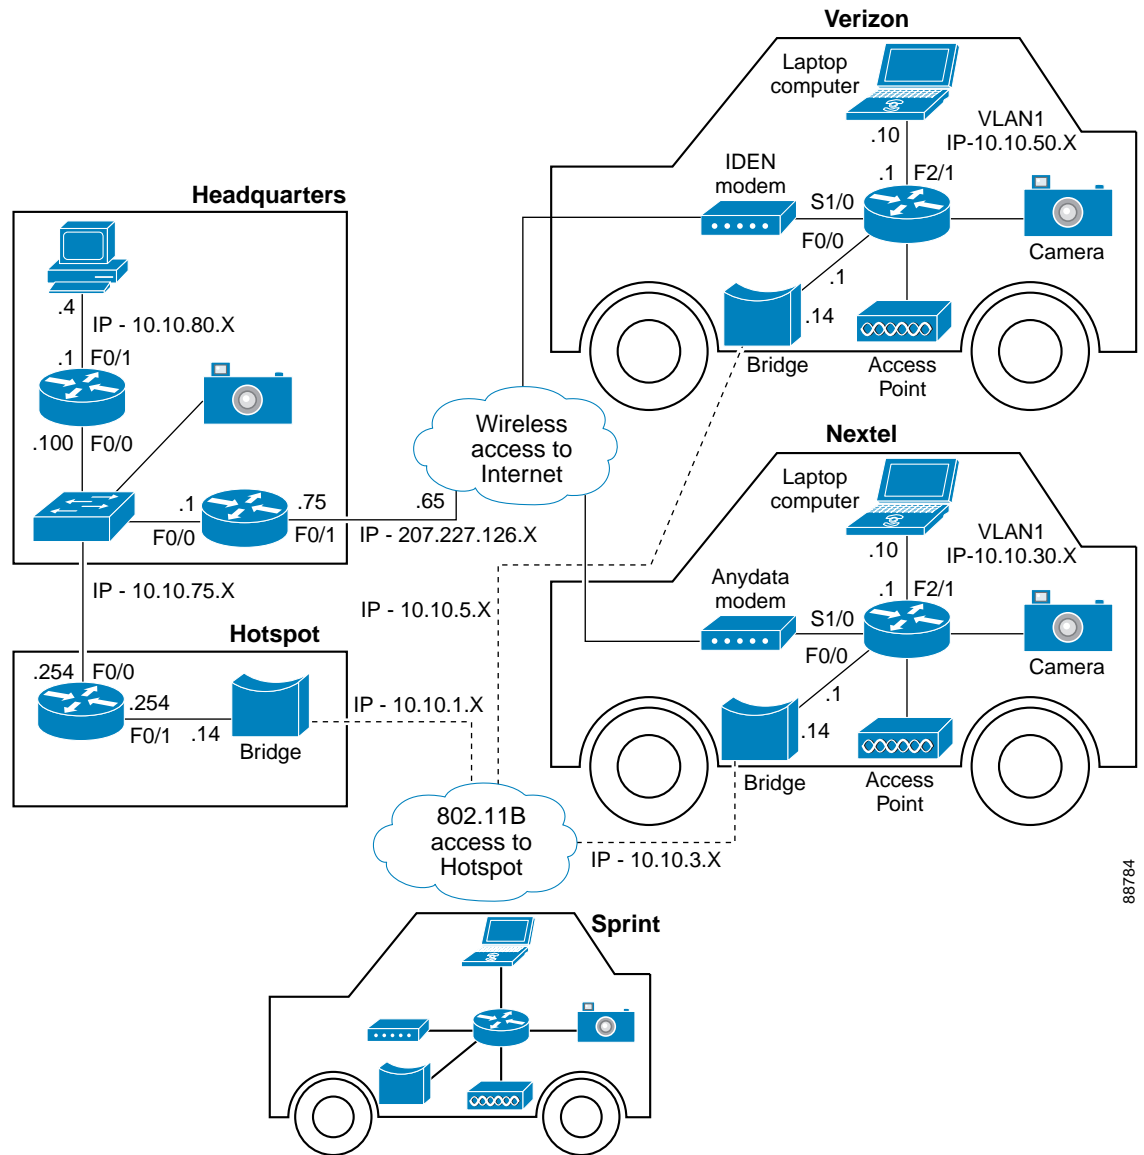 Verizon
Laptop
computer
.10
VLAN1
IP-10.10.50.X
IDEN
modem
.1 F2/1
S1/0
F0/0
Camera
.1
.14
Bridge
Access
Point
Headquarters
.4
IP - 10.10.80.X
.1 F0/1
.100 F0/0
.1
F0/0
.75
F0/1
.65
IP - 207.227.126.X
Wireless
access to
Internet
IP - 10.10.75.X
IP - 10.10.5.X
Nextel
Laptop
computer
.10
VLAN1
IP-10.10.30.X
Anydata
modem
.1 F2/1
S1/0
F0/0
Camera
.1
.14
Bridge
Access
Point
Hotspot
.254 F0/0
.254
F0/1
.14
Bridge
IP - 10.10.1.X
802.11B
access to
Hotspot
IP - 10.10.3.X
88784
Sprint